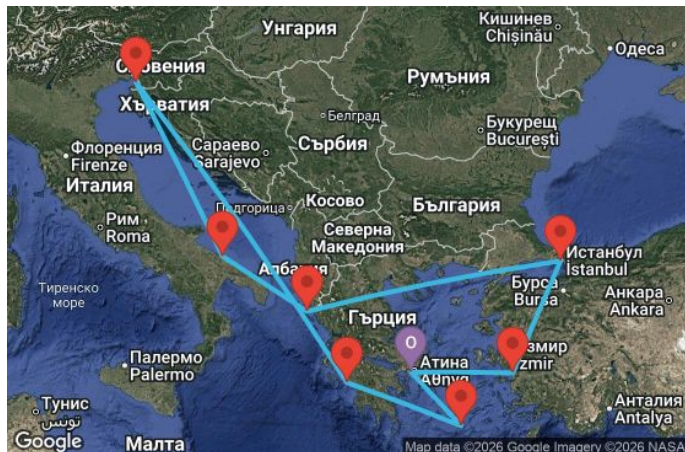 Унгария
Кишинев
Chișinău
Одеса
Словения
Румъния
Хърватия
Белград
Букурещ
București
Флоренция
Firenze
Сараево
Sarajevo
Сърбия
Италия
Подгорица
Косово
България
Рим
Roma
Северна
Македония
Албания
Истанбул
İstanbul
Тиренско
море
Бурса
Bursa
Анкара
Ankara
Гърция
O
Измир
Izmir
Палермо
Palermo
Атина
Αθήνα
Тунис
تونس
Анталия
Antalya
Google
Малта
Map data ©2026 Google Imagery ©2026 NASA